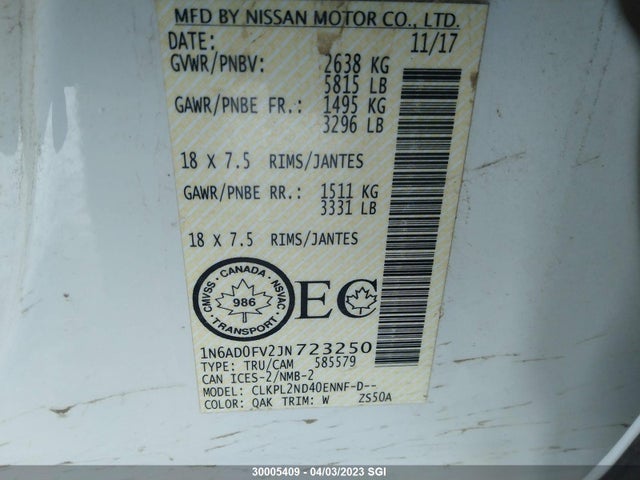 MFD BY NISSAN MOTOR CO., LTD.
DATE: 11/17
GVWR/PNBV: 2638 KG
5815 LB
GAWR/PNBE FR.: 1495 KG
3296 LB
18 X 7.5 RIMS/JANTES
GAWR/PNBE RR.: 1511 KG
3331 LB
18 X 7.5 RIMS/JANTES
CANADA
CMVSS NSVAC
986
TRANSPORT
EC
1N6AD0FV2JN723250
TYPE: TRU/CAM 585579
CAN ICES-2/NMB-2
MODEL: CLKPL2ND40ENNF-D--
COLOR: QAK TRIM: W ZS50A
30005409 - 04/03/2023 SGI